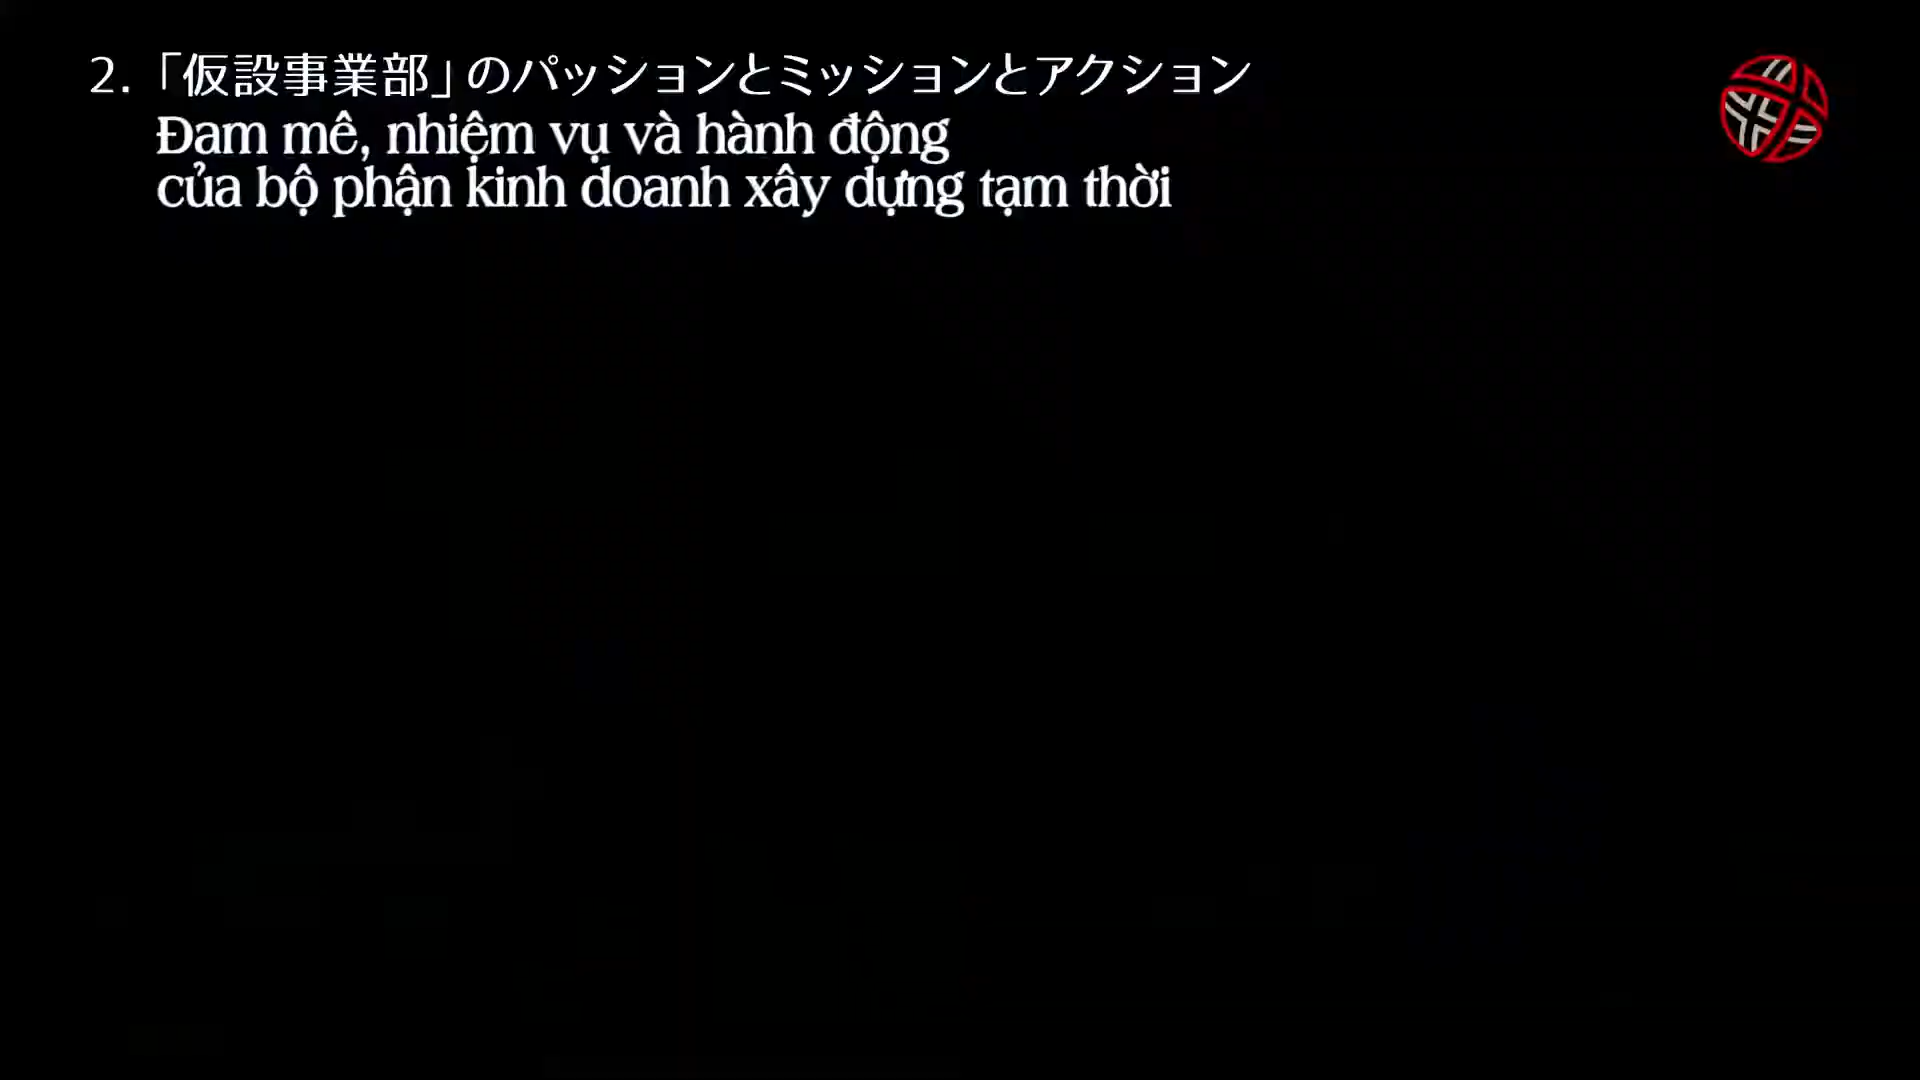 2.「仮設事業部」のパッションとミッションとアクション
Đam mê, nhiệm vụ và hành động
của bộ phận kinh doanh xây dựng tạm thời